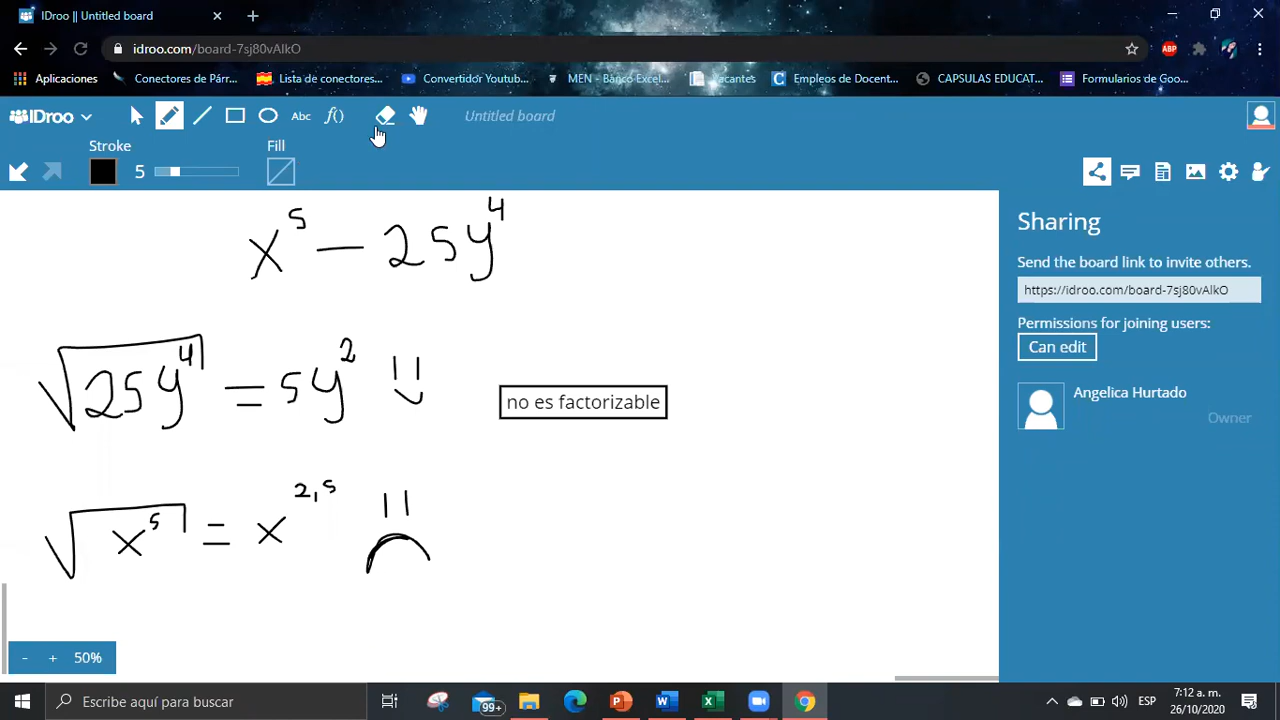 IDroo || Untitled board
idroo.com/board-7sj80vAlkO
ABP
Aplicaciones
Conectores de Párr...
Lista de conectores...
Convertidor Youtub...
MEN - Banco Excel...
Vacantes
Empleos de Docent...
CAPSULAS EDUCAT...
Formularios de Goo...
IDroo
Abc
f()
Untitled board
Stroke
5
Fill
x⁵ − 25y⁴
√25y⁴ = 5y²
no es factorizable
√x⁵ = x^2,5
Sharing
Send the board link to invite others.
https://idroo.com/board-7sj80vAlkO
Permissions for joining users:
Can edit
Angelica Hurtado
Owner
- + 50%
Escribe aquí para buscar
99+
ESP
7:12 a. m.
26/10/2020